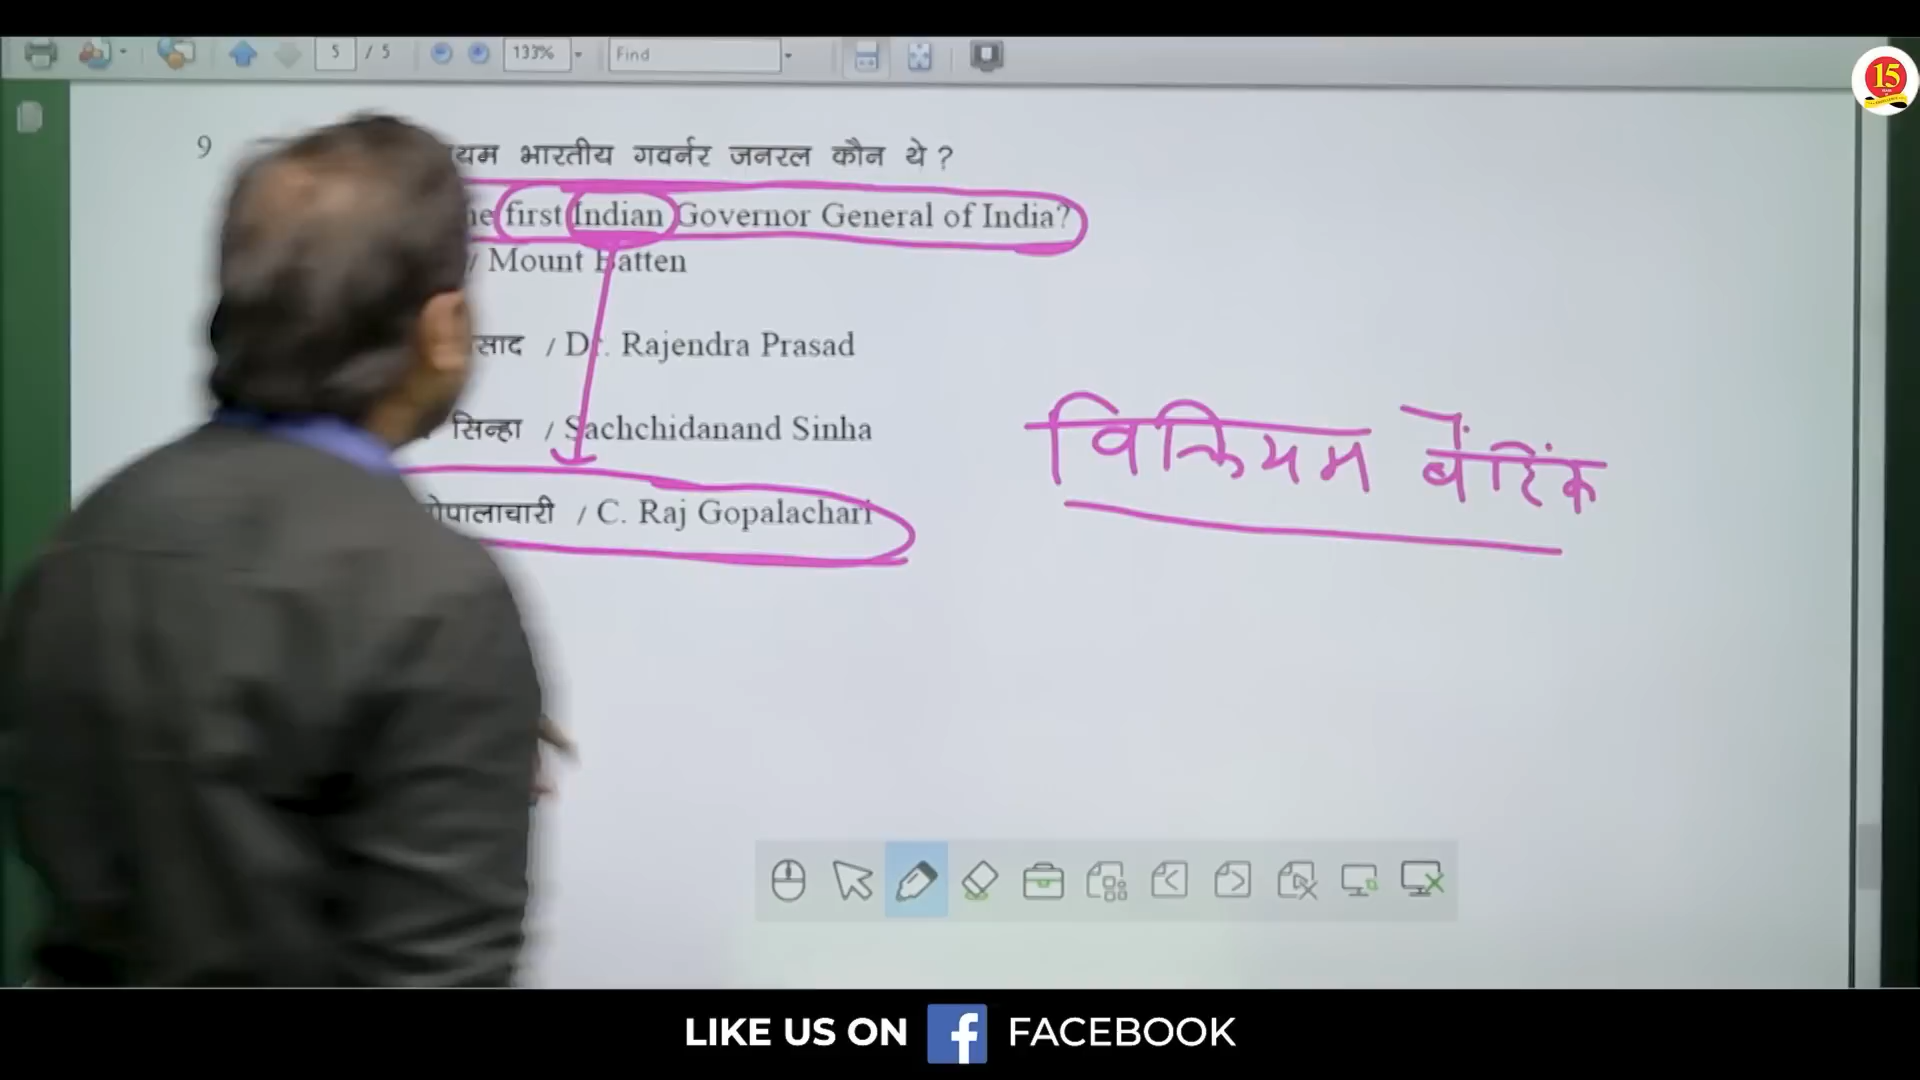 5 / 5 133% Find
15
9
भारतीय गवर्नर जनरल कौन थे ?
first Indian Governor General of India?
/ Mount Batten
/ Dr. Rajendra Prasad
सिन्हा / Sachchidanand Sinha
/ C. Raj Gopalachari
विलियम बेंटिंक
LIKE US ON f FACEBOOK